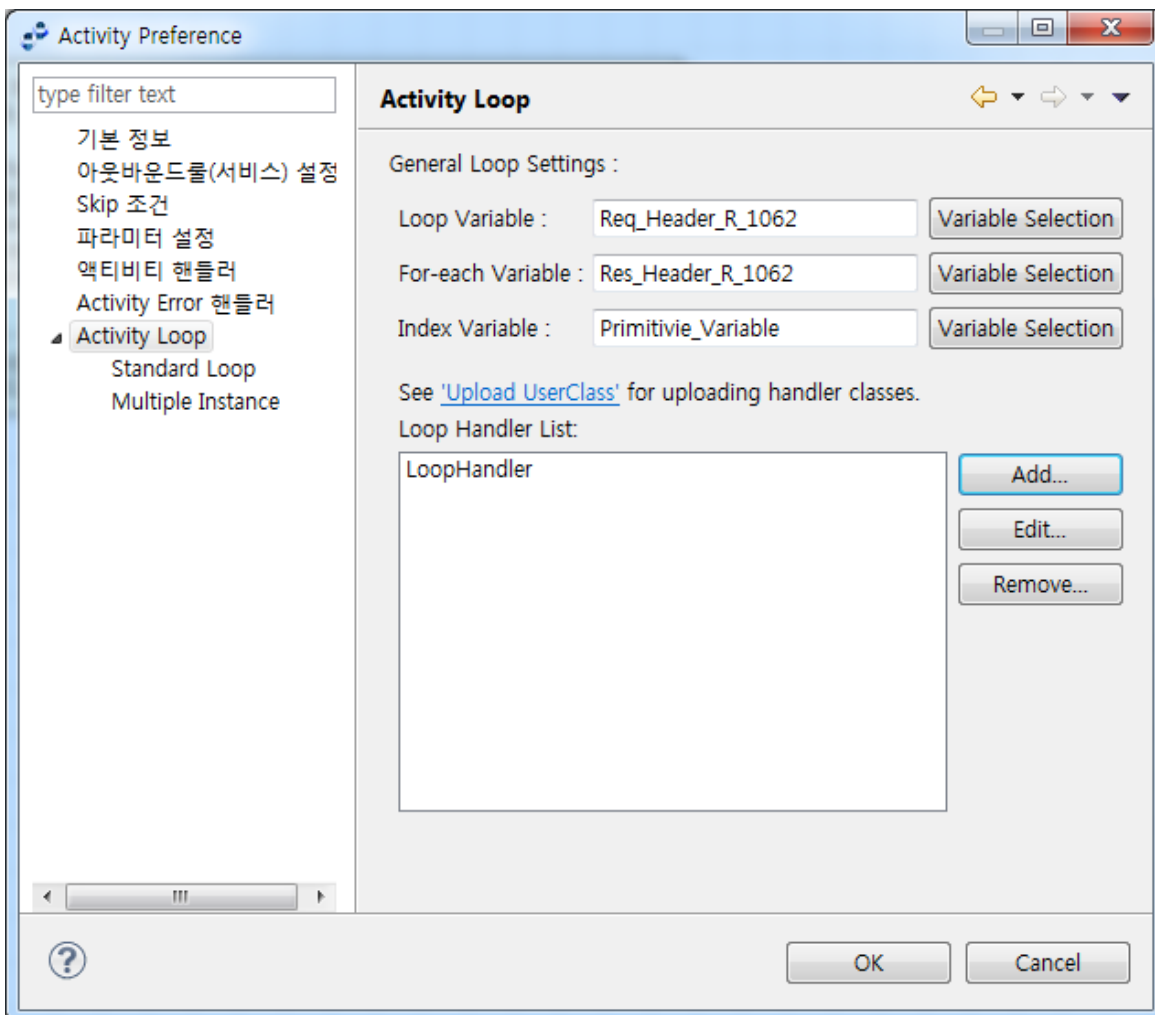 Activity Preference
type filter text
기본 정보
아웃바운드룰(서비스) 설정
Skip 조건
파라미터 설정
액티비티 핸들러
Activity Error 핸들러
Activity Loop
Standard Loop
Multiple Instance
Activity Loop
General Loop Settings :
Loop Variable : Req_Header_R_1062 Variable Selection
For-each Variable : Res_Header_R_1062 Variable Selection
Index Variable : Primitivie_Variable Variable Selection
See 'Upload UserClass' for uploading handler classes.
Loop Handler List:
LoopHandler
Add...
Edit...
Remove...
OK Cancel